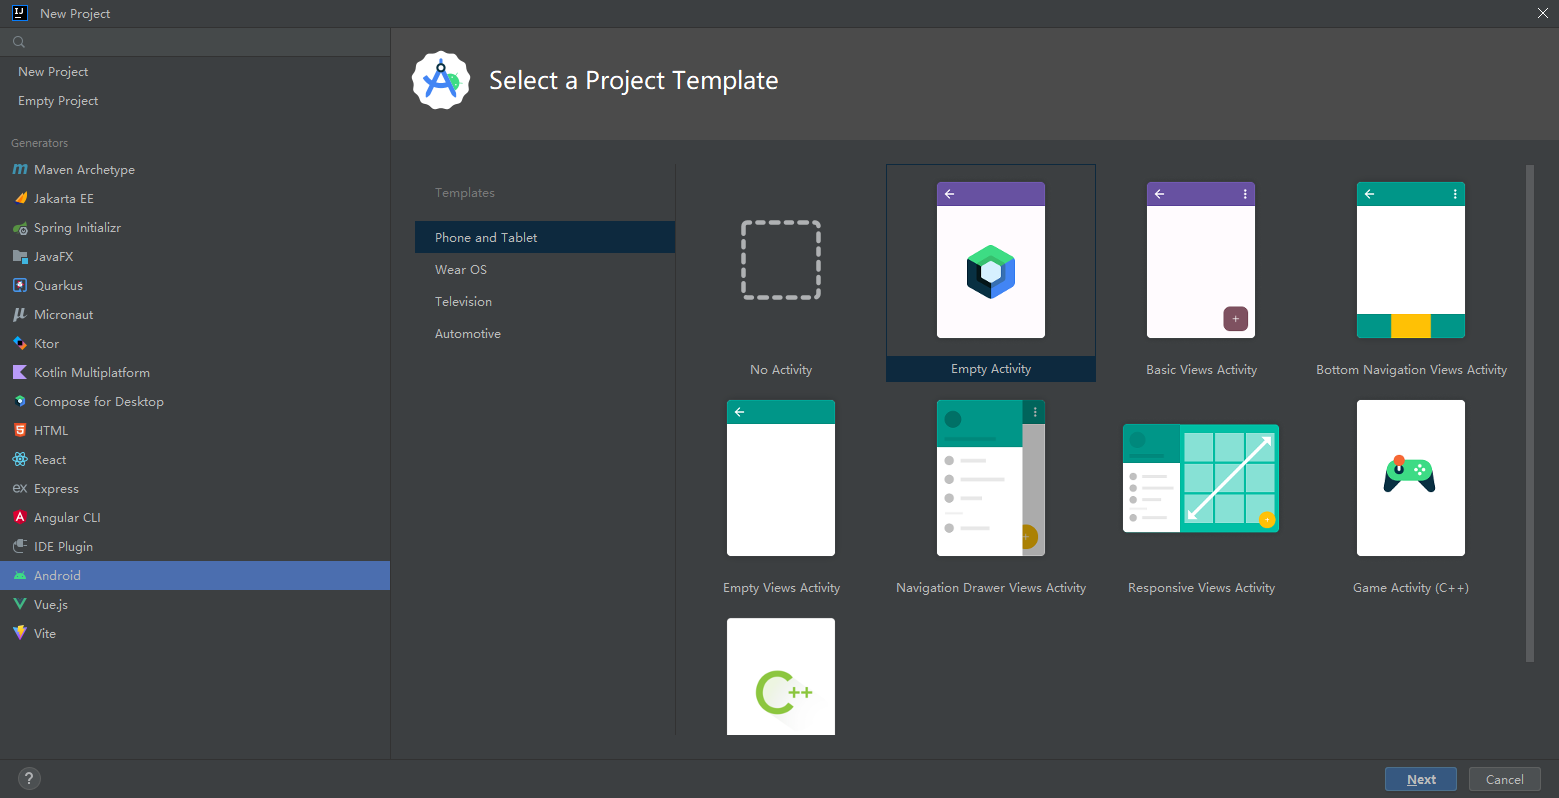 New Project
New Project
Empty Project
Generators
Maven Archetype
Jakarta EE
Spring Initializr
JavaFX
Quarkus
Micronaut
Ktor
Kotlin Multiplatform
Compose for Desktop
HTML
React
Express
Angular CLI
IDE Plugin
Android
Vue.js
Vite
Select a Project Template
Templates
Phone and Tablet
Wear OS
Television
Automotive
No Activity
Empty Activity
Basic Views Activity
Bottom Navigation Views Activity
Empty Views Activity
Navigation Drawer Views Activity
Responsive Views Activity
Game Activity (C++)
C++
?
Next
Cancel